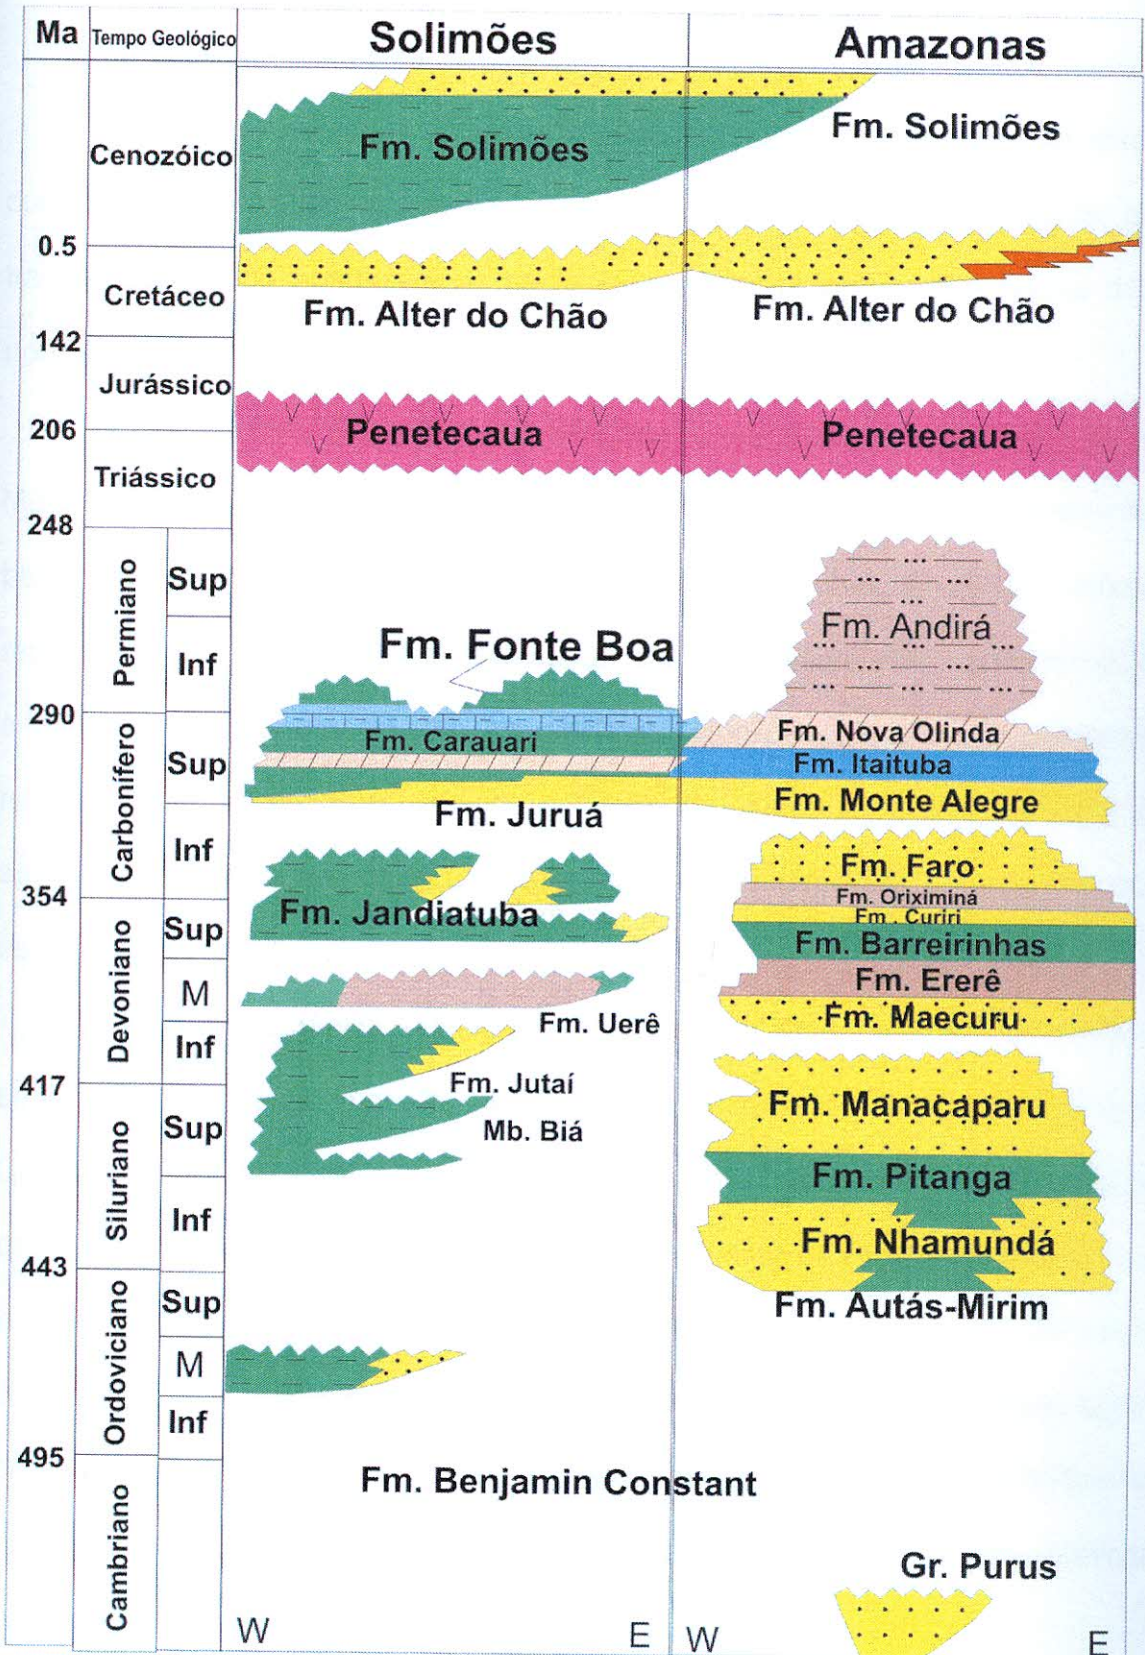 Ma Tempo Geológico Solimões Amazonas
Cenozóico
Fm. Solimões
Fm. Solimões
0.5
Cretáceo
Fm. Alter do Chão
Fm. Alter do Chão
142
Jurássico
206
Penetecaua
Penetecaua
Triássico
248
Permiano
Sup
Inf
Fm. Andirá
Fm. Fonte Boa
290
Carbonífero
Sup
Inf
Fm. Carauari
Fm. Nova Olinda
Fm. Itaituba
Fm. Monte Alegre
Fm. Juruá
Fm. Faro
354
Fm. Oriximiná
Fm . Curiri
Devoniano
Sup
M
Inf
Fm. Jandiatuba
Fm. Barreirinhas
Fm. Ererê
Fm. Maecuru
Fm. Uerê
417
Fm. Jutaí
Siluriano
Sup
Inf
Mb. Biá
Fm. Manacaparu
Fm. Pitanga
Fm. Nhamundá
443
Ordoviciano
Sup
M
Inf
Fm. Autás-Mirim
495
Fm. Benjamin Constant
Cambriano
Gr. Purus
W E W E